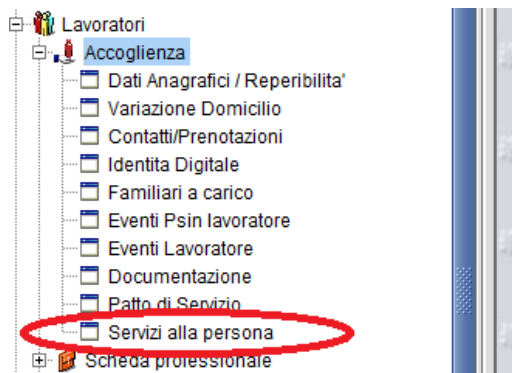 Lavoratori
Accoglienza
Dati Anagrafici / Reperibilita'
Variazione Domicilio
Contatti/Prenotazioni
Identita Digitale
Familiari a carico
Eventi Psin lavoratore
Eventi Lavoratore
Documentazione
Patto di Servizio
Servizi alla persona
Scheda professionale